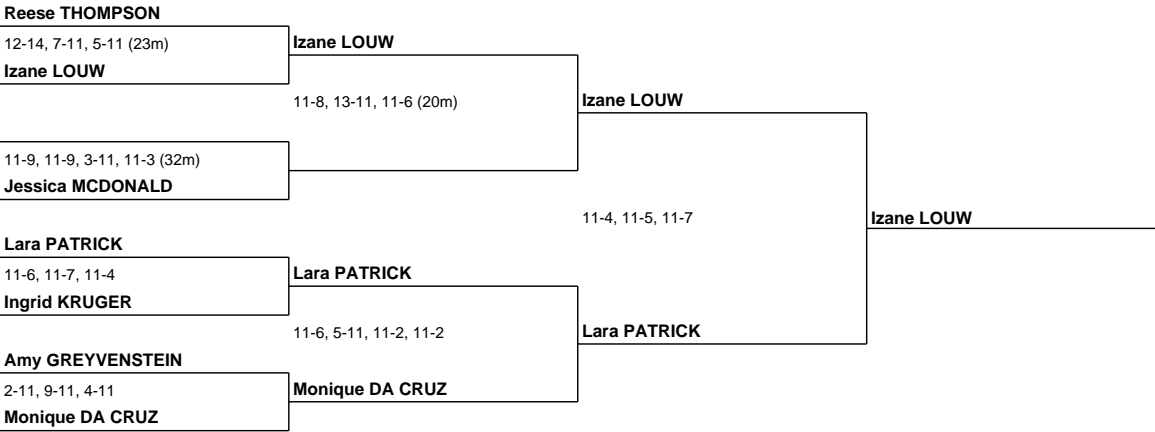 Reese THOMPSON
12-14, 7-11, 5-11 (23m)
Izane LOUW
Izane LOUW
11-8, 13-11, 11-6 (20m)
Izane LOUW
11-9, 11-9, 3-11, 11-3 (32m)
Jessica MCDONALD
11-4, 11-5, 11-7
Izane LOUW
Lara PATRICK
11-6, 11-7, 11-4
Ingrid KRUGER
Lara PATRICK
11-6, 5-11, 11-2, 11-2
Lara PATRICK
Amy GREYVENSTEIN
2-11, 9-11, 4-11
Monique DA CRUZ
Monique DA CRUZ